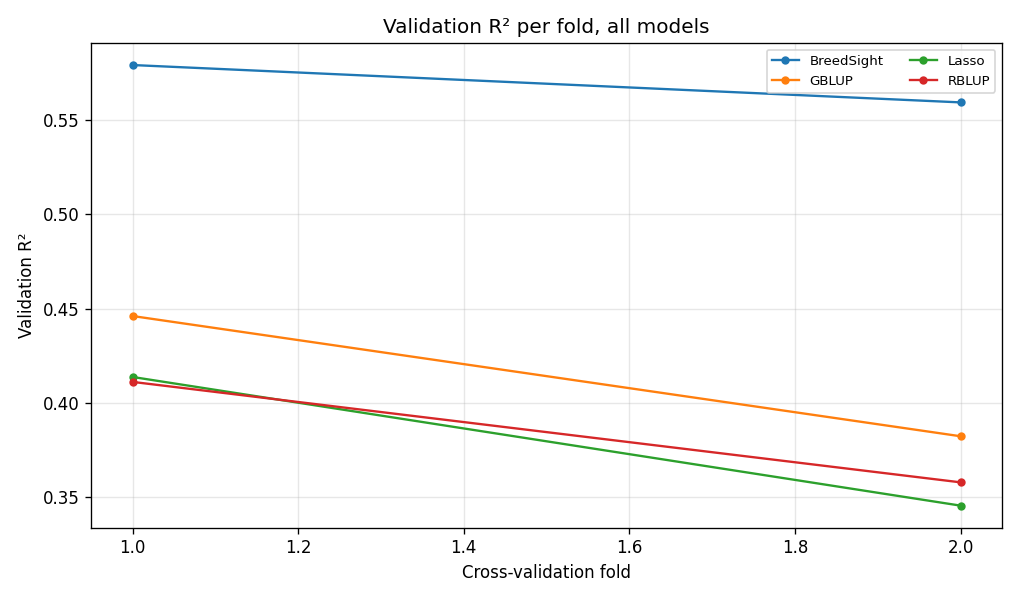 Validation R² per fold, all models
BreedSight
GBLUP
Lasso
RBLUP
Validation R²
0.55
0.50
0.45
0.40
0.35
1.0 1.2 1.4 1.6 1.8 2.0
Cross-validation fold